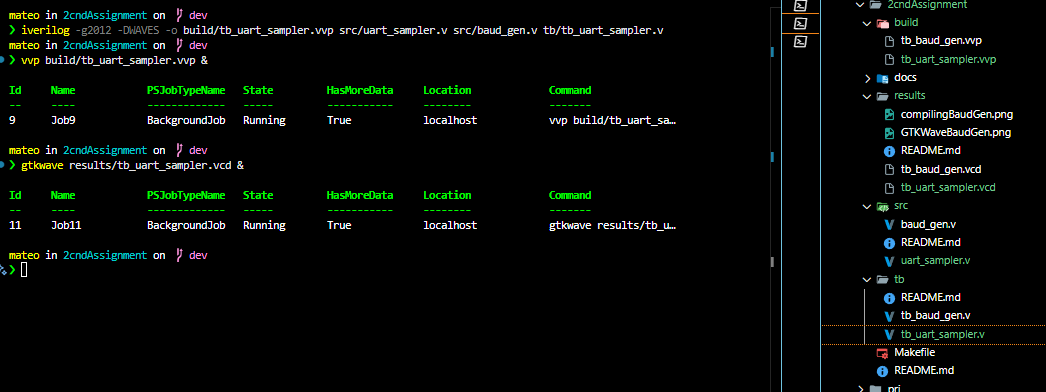 mateo in 2cndAssignment on dev
❯ iverilog -g2012 -DWAVES -o build/tb_uart_sampler.vvp src/uart_sampler.v src/baud_gen.v tb/tb_uart_sampler.v
mateo in 2cndAssignment on dev
❯ vvp build/tb_uart_sampler.vvp &
Id Name PSJobTypeName State HasMoreData Location Command
-- ---- ------------- ----- ----------- -------- -------
9 Job9 BackgroundJob Running True localhost vvp build/tb_uart_sa…
mateo in 2cndAssignment on dev
❯ gtkwave results/tb_uart_sampler.vcd &
Id Name PSJobTypeName State HasMoreData Location Command
-- ---- ------------- ----- ----------- -------- -------
11 Job11 BackgroundJob Running True localhost gtkwave results/tb_u…
mateo in 2cndAssignment on dev
❯
2cndAssignment
build
tb_baud_gen.vvp
tb_uart_sampler.vvp
docs
results
compilingBaudGen.png
GTKWaveBaudGen.png
README.md
tb_baud_gen.vcd
tb_uart_sampler.vcd
src
baud_gen.v
README.md
uart_sampler.v
tb
README.md
tb_baud_gen.v
tb_uart_sampler.v
Makefile
README.md
prj